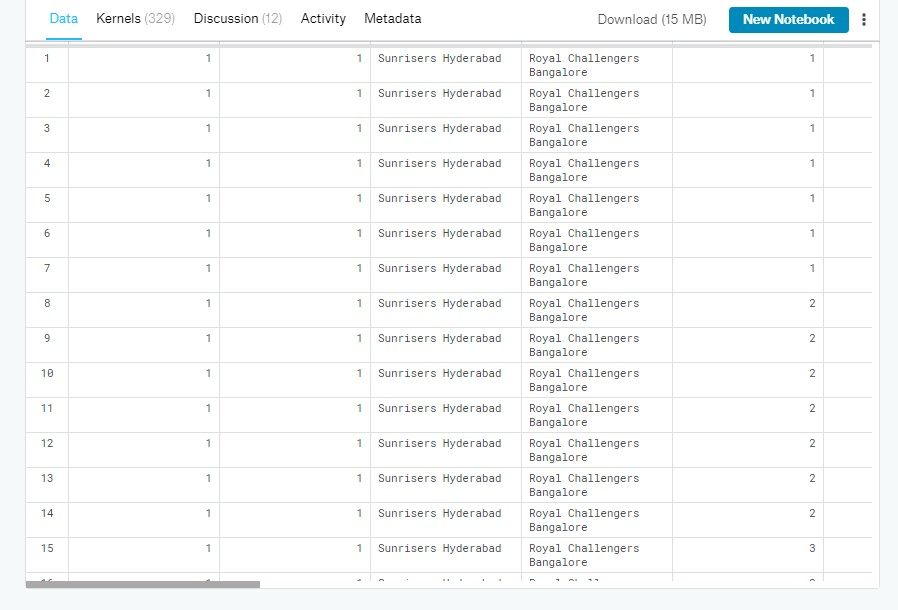 Data Kernels (329) Discussion (12) Activity Metadata Download (15 MB) New Notebook
1 1 1 Sunrisers Hyderabad Royal Challengers 1
Bangalore
2 1 1 Sunrisers Hyderabad Royal Challengers 1
Bangalore
3 1 1 Sunrisers Hyderabad Royal Challengers 1
Bangalore
4 1 1 Sunrisers Hyderabad Royal Challengers 1
Bangalore
5 1 1 Sunrisers Hyderabad Royal Challengers 1
Bangalore
6 1 1 Sunrisers Hyderabad Royal Challengers 1
Bangalore
7 1 1 Sunrisers Hyderabad Royal Challengers 1
Bangalore
8 1 1 Sunrisers Hyderabad Royal Challengers 2
Bangalore
9 1 1 Sunrisers Hyderabad Royal Challengers 2
Bangalore
10 1 1 Sunrisers Hyderabad Royal Challengers 2
Bangalore
11 1 1 Sunrisers Hyderabad Royal Challengers 2
Bangalore
12 1 1 Sunrisers Hyderabad Royal Challengers 2
Bangalore
13 1 1 Sunrisers Hyderabad Royal Challengers 2
Bangalore
14 1 1 Sunrisers Hyderabad Royal Challengers 2
Bangalore
15 1 1 Sunrisers Hyderabad Royal Challengers 3
Bangalore